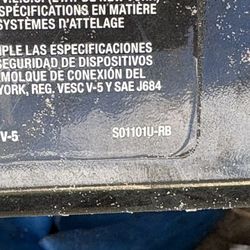 SPÉCIFICATIONS EN MATIÈRE
SYSTÈMES D'ATTELAGE
MPLE LAS ESPECIFICACIONES
SEGURIDAD DE DISPOSITIVOS
EMOLQUE DE CONEXIÓN DEL
YORK, REG. VESC V-5 Y SAE J684
V-5 S01101U-RB